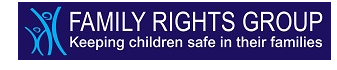 FAMILY RIGHTS GROUP
Keeping children safe in their families